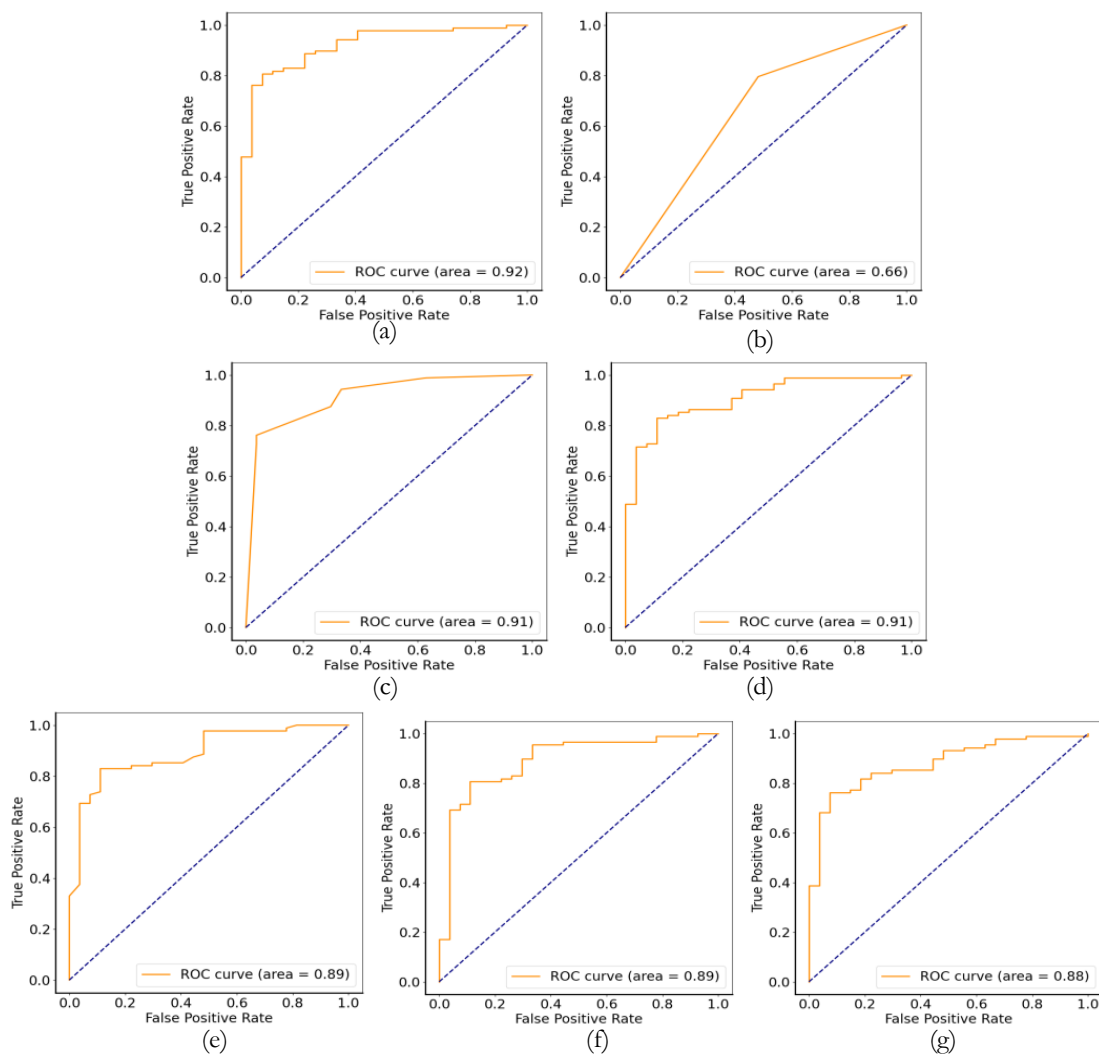 1.0
0.8
0.6
0.4
0.2
0.0
True Positive Rate
ROC curve (area = 0.92)
0.0 0.2 0.4 0.6 0.8 1.0
False Positive Rate
(a)
1.0
0.8
0.6
0.4
0.2
0.0
True Positive Rate
ROC curve (area = 0.66)
0.0 0.2 0.4 0.6 0.8 1.0
False Positive Rate
(b)
1.0
0.8
0.6
0.4
0.2
0.0
True Positive Rate
ROC curve (area = 0.91)
0.0 0.2 0.4 0.6 0.8 1.0
False Positive Rate
(c)
1.0
0.8
0.6
0.4
0.2
0.0
True Positive Rate
ROC curve (area = 0.91)
0.0 0.2 0.4 0.6 0.8 1.0
False Positive Rate
(d)
1.0
0.8
0.6
0.4
0.2
0.0
True Positive Rate
ROC curve (area = 0.89)
0.0 0.2 0.4 0.6 0.8 1.0
False Positive Rate
(e)
1.0
0.8
0.6
0.4
0.2
0.0
True Positive Rate
ROC curve (area = 0.89)
0.0 0.2 0.4 0.6 0.8 1.0
False Positive Rate
(f)
1.0
0.8
0.6
0.4
0.2
0.0
True Positive Rate
ROC curve (area = 0.88)
0.0 0.2 0.4 0.6 0.8 1.0
False Positive Rate
(g)